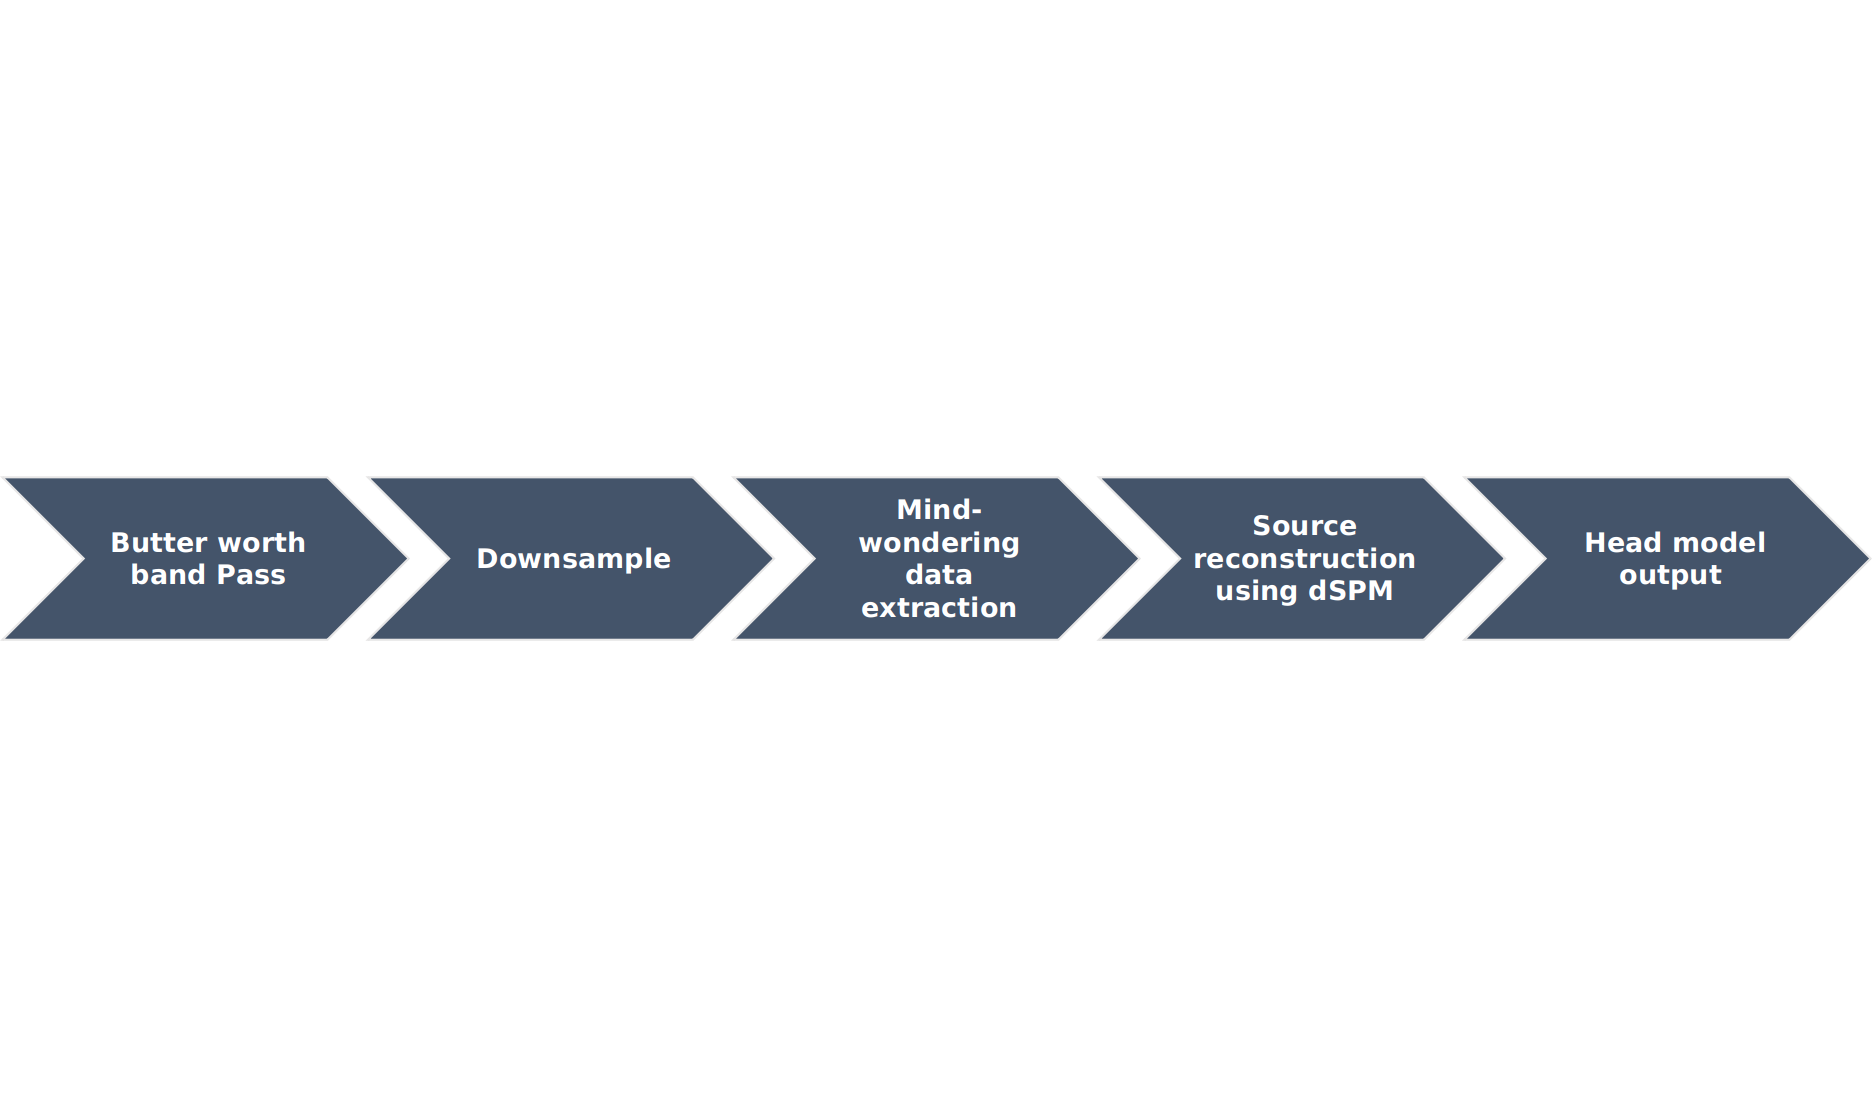 Butter worth
band Pass
Downsample
Mind-
wondering
data
extraction
Source
reconstruction
using dSPM
Head model
output